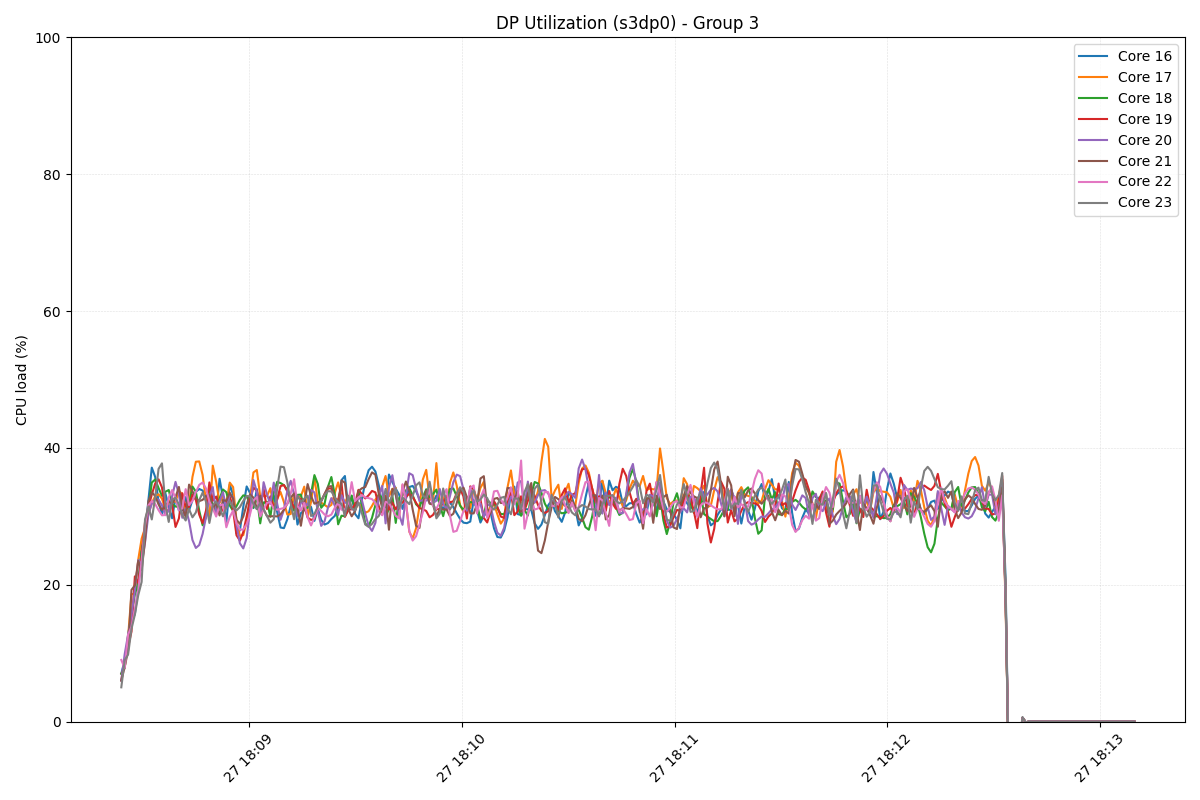 DP Utilization (s3dp0) - Group 3
100
80
60
40
20
0
CPU load (%)
Core 16
Core 17
Core 18
Core 19
Core 20
Core 21
Core 22
Core 23
27 18:09
27 18:10
27 18:11
27 18:12
27 18:13